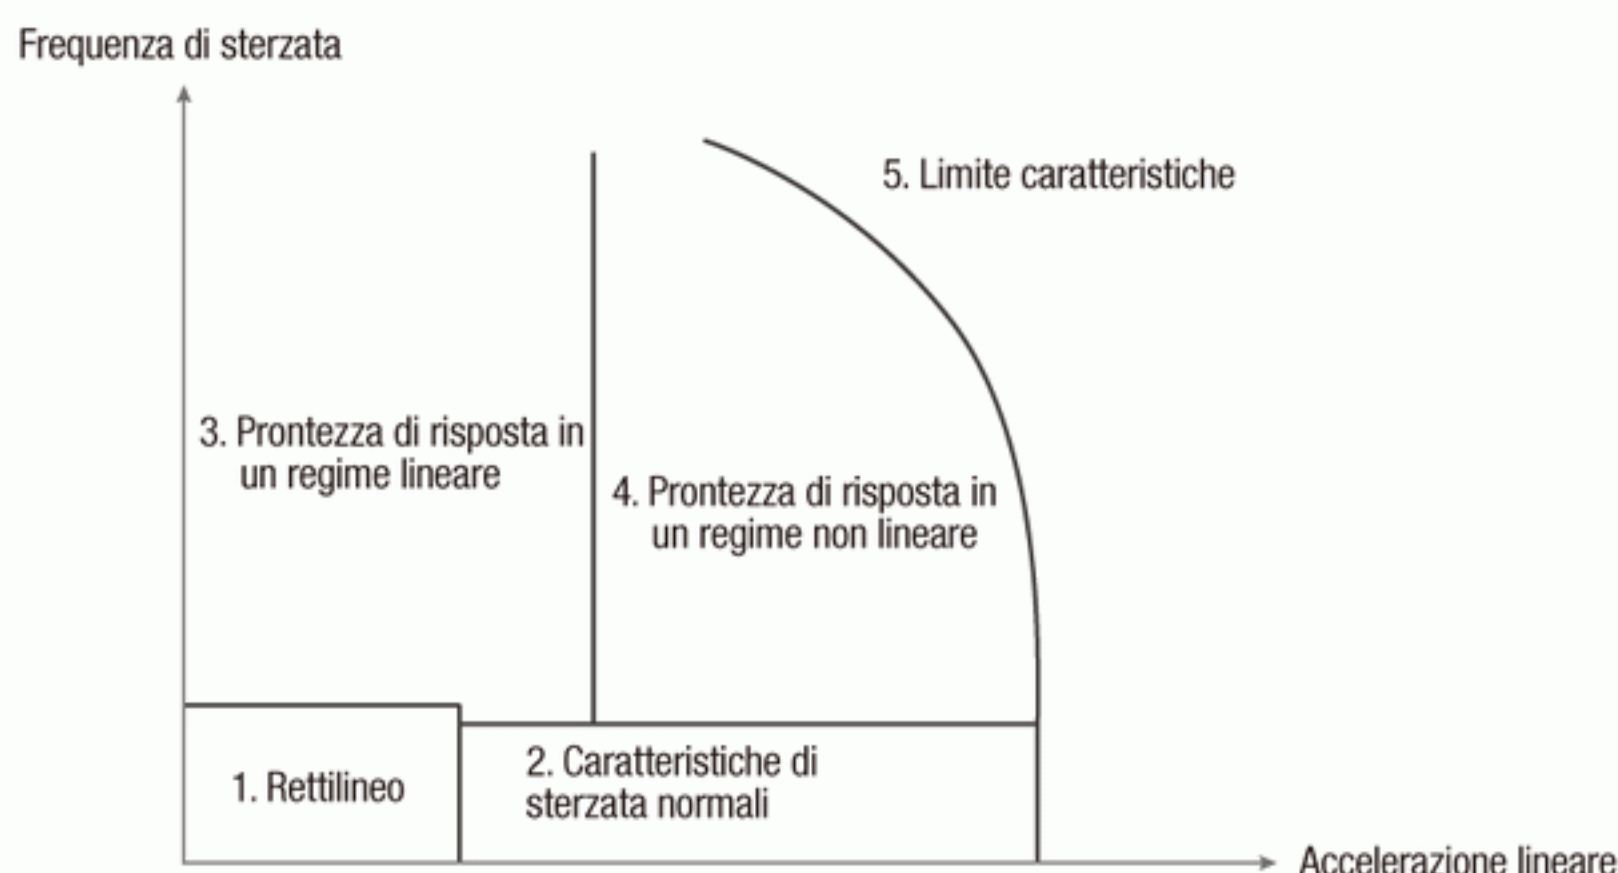 Frequenza di sterzata
5. Limite caratteristiche
3. Prontezza di risposta in
un regime lineare
4. Prontezza di risposta in
un regime non lineare
1. Rettilineo
2. Caratteristiche di
sterzata normali
Accelerazione lineare